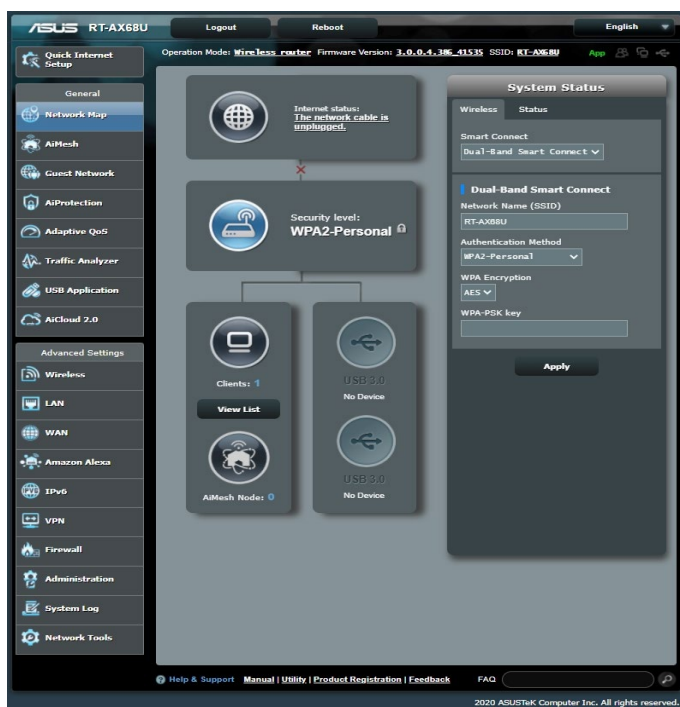 ASUS RT-AX68U
Logout
Reboot
English
Quick Internet
Setup
Operation Mode: Wireless router Firmware Version: 3.0.0.4.386_41535 SSID: RT-AX68U
App
General
Network Map
AiMesh
Guest Network
AiProtection
Adaptive QoS
Traffic Analyzer
USB Application
AiCloud 2.0
Advanced Settings
Wireless
LAN
WAN
Amazon Alexa
IPv6
VPN
Firewall
Administration
System Log
Network Tools
Internet status:
The network cable is
unplugged.
Security level:
WPA2-Personal
Clients: 1
View List
AiMesh Node: 0
USB 3.0
No Device
USB 3.0
No Device
System Status
Wireless
Status
Smart Connect
Dual-Band Smart Connect
Dual-Band Smart Connect
Network Name (SSID)
RT-AX68U
Authentication Method
WPA2-Personal
WPA Encryption
AES
WPA-PSK key
Apply
Help & Support Manual | Utility | Product Registration | Feedback
FAQ
2020 ASUSTeK Computer Inc. All rights reserved.